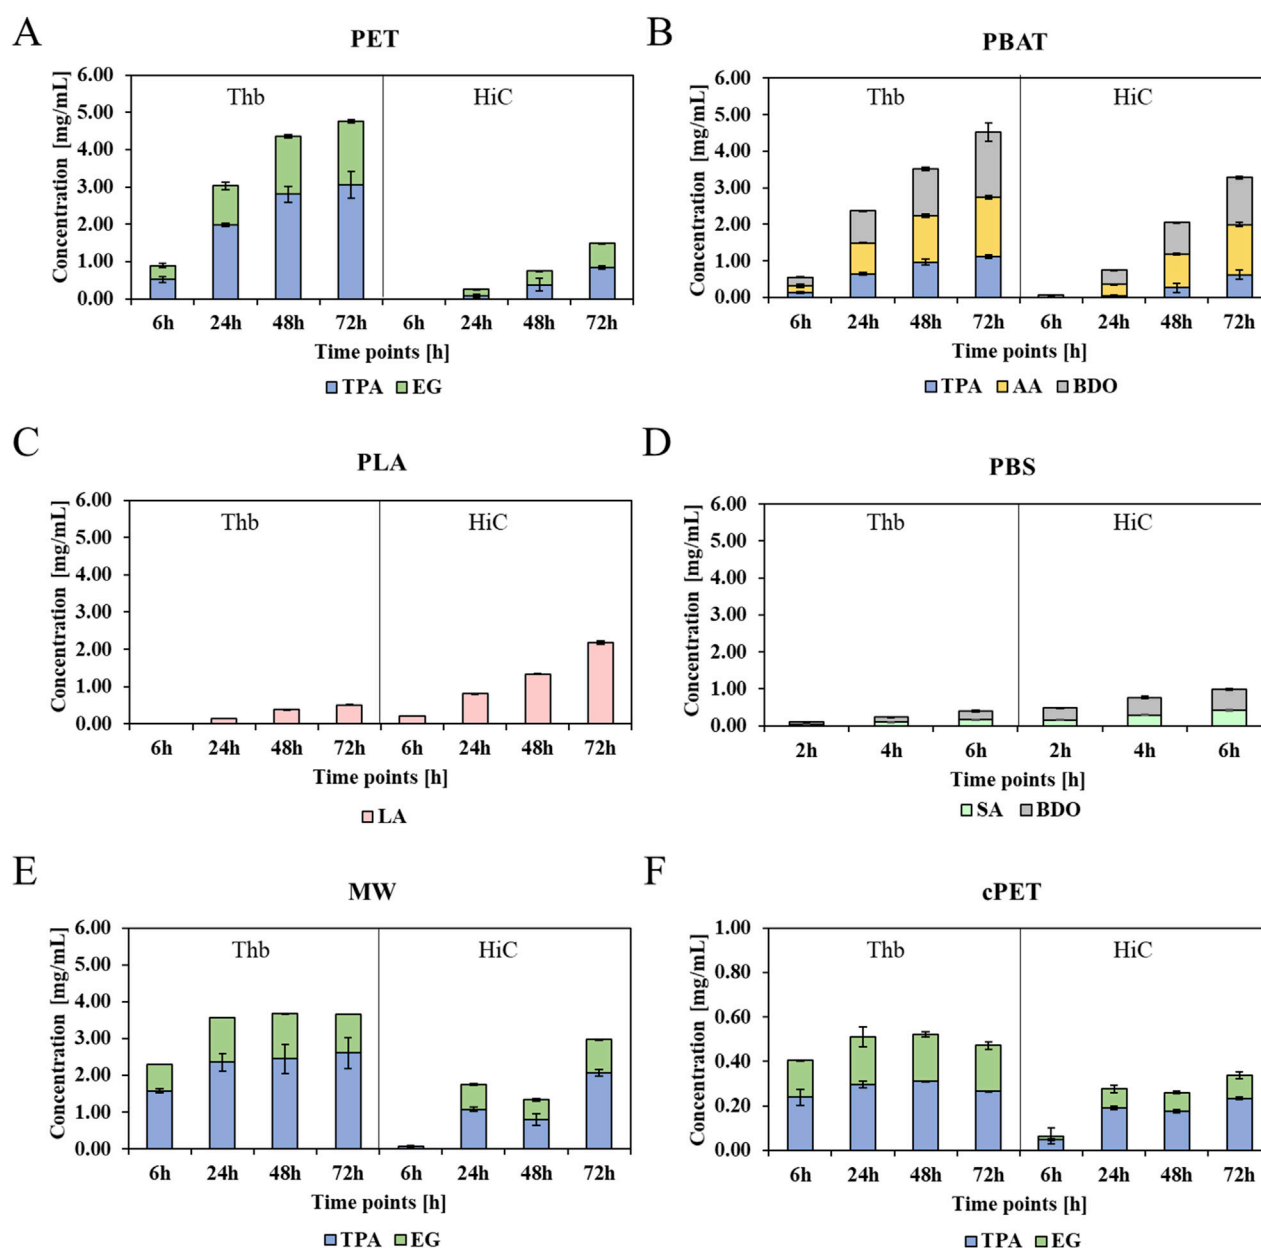 A
PET
Concentration [mg/mL]
6.00
5.00
4.00
3.00
2.00
1.00
0.00
Thb
HiC
6h 24h 48h 72h 6h 24h 48h 72h
Time points [h]
TPA EG
B
PBAT
Concentration [mg/mL]
6.00
5.00
4.00
3.00
2.00
1.00
0.00
Thb
HiC
6h 24h 48h 72h 6h 24h 48h 72h
Time points [h]
TPA AA BDO
C
PLA
Concentration [mg/mL]
6.00
5.00
4.00
3.00
2.00
1.00
0.00
Thb
HiC
6h 24h 48h 72h 6h 24h 48h 72h
Time points [h]
LA
D
PBS
Concentration [mg/mL]
6.00
5.00
4.00
3.00
2.00
1.00
0.00
Thb
HiC
2h 4h 6h 2h 4h 6h
Time points [h]
SA BDO
E
MW
Concentration [mg/mL]
6.00
5.00
4.00
3.00
2.00
1.00
0.00
Thb
HiC
6h 24h 48h 72h 6h 24h 48h 72h
Time points [h]
TPA EG
F
cPET
Concentration [mg/mL]
1.00
0.80
0.60
0.40
0.20
0.00
Thb
HiC
6h 24h 48h 72h 6h 24h 48h 72h
Time points [h]
TPA EG